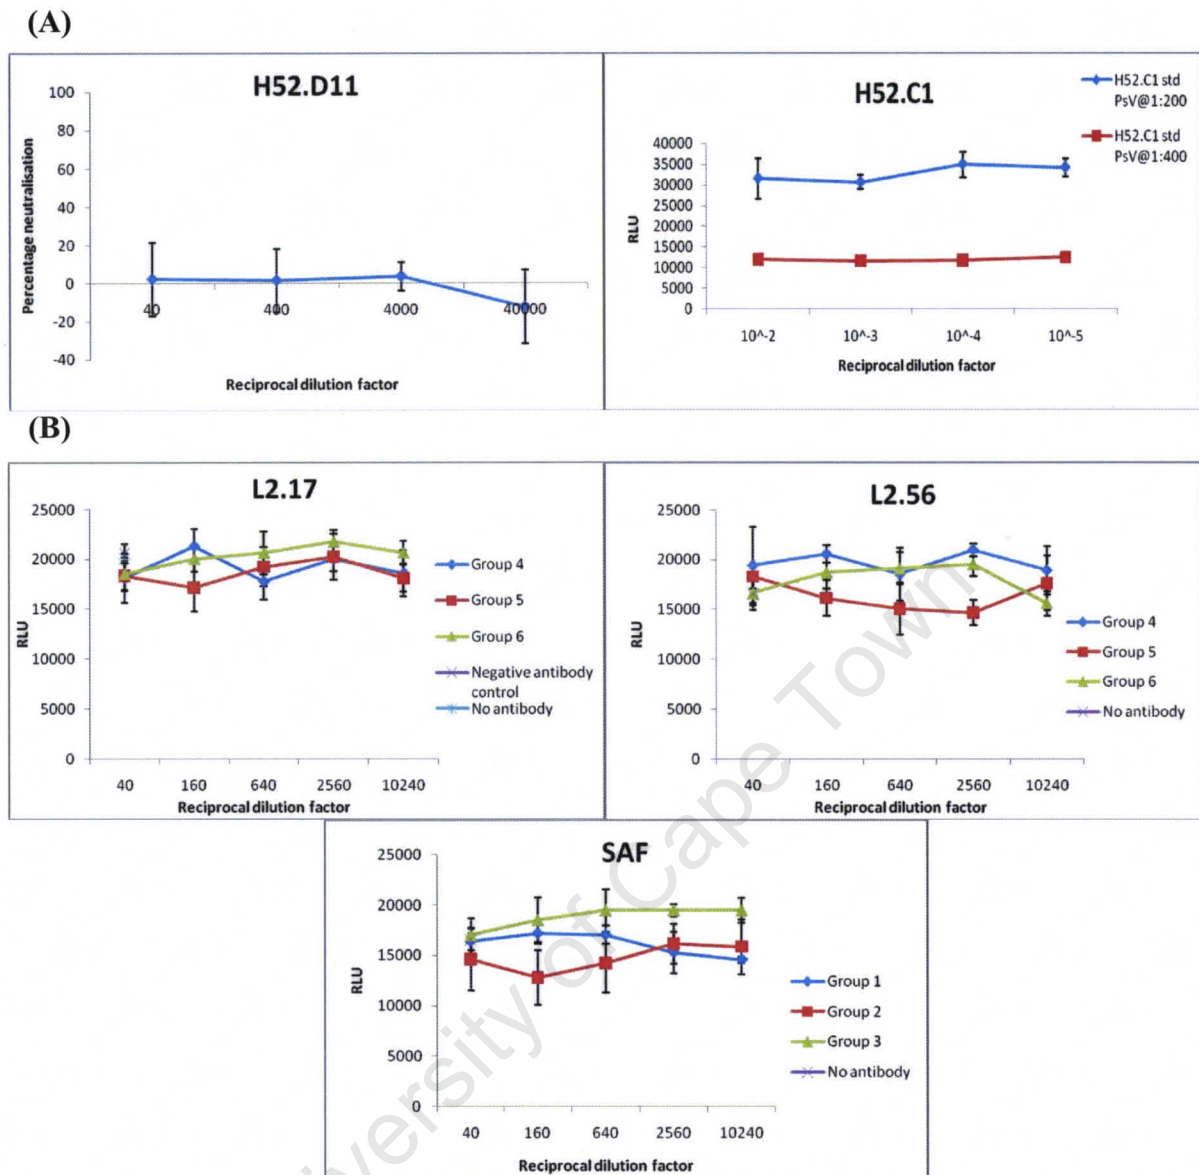 (A)
H52.D11
Percentage neutralisation
100
80
60
40
20
0
-20
-40
40 400 4000 40000
Reciprocal dilution factor
H52.C1
RLU
40000
35000
30000
25000
20000
15000
10000
5000
0
10^-2 10^-3 10^-4 10^-5
Reciprocal dilution factor
H52.C1 std
PsV@1:200
H52.C1 std
PsV@1:400
(B)
L2.17
RLU
25000
20000
15000
10000
5000
0
40 160 640 2560 10240
Reciprocal dilution factor
Group 4
Group 5
Group 6
Negative antibody
control
No antibody
L2.56
RLU
25000
20000
15000
10000
5000
0
40 160 640 2560 10240
Reciprocal dilution factor
Group 4
Group 5
Group 6
No antibody
SAF
RLU
25000
20000
15000
10000
5000
0
40 160 640 2560 10240
Reciprocal dilution factor
Group 1
Group 2
Group 3
No antibody
University of Cape Town